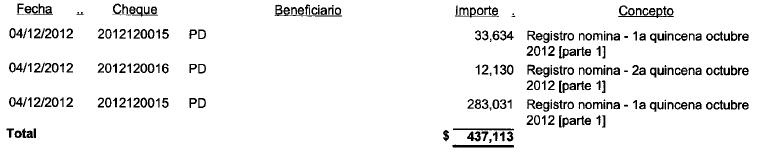 Fecha .. Cheque Beneficiario Importe . Concepto
04/12/2012 2012120015 PD 33,634 Registro nomina - 1a quincena octubre
2012 [parte 1]
04/12/2012 2012120016 PD 12,130 Registro nomina - 2a quincena octubre
2012 [parte 1]
04/12/2012 2012120015 PD 283,031 Registro nomina - 1a quincena octubre
2012 [parte 1]
Total $ 437,113